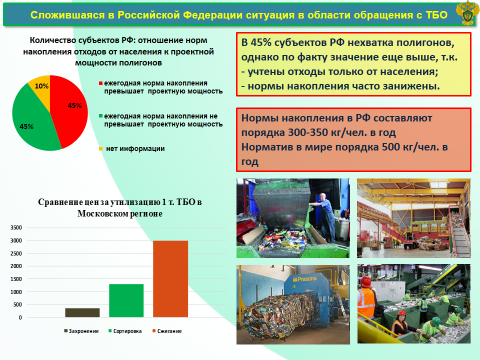 Сложившаяся в Российской Федерации ситуация в области обращения с ТБО
Количество субъектов РФ: отношение норм
накопления отходов от населения к проектной
мощности полигонов
10%
45%
45%
ежегодная норма накопления
превышает проектную мощность
ежегодная норма накопления не
превышает проектную мощность
нет информации
В 45% субъектов РФ нехватка полигонов,
однако по факту значение еще выше, т.к.
- учтены отходы только от населения;
- нормы накопления часто занижены.
Нормы накопления в РФ составляют
порядка 300-350 кг/чел. в год
Норматив в мире порядка 500 кг/чел. в
год
Сравнение цен за утилизацию 1 т. ТБО в
Московском регионе
3500
3000
2500
2000
1500
1000
500
0
Захоронение
Сортировка
Сжигание